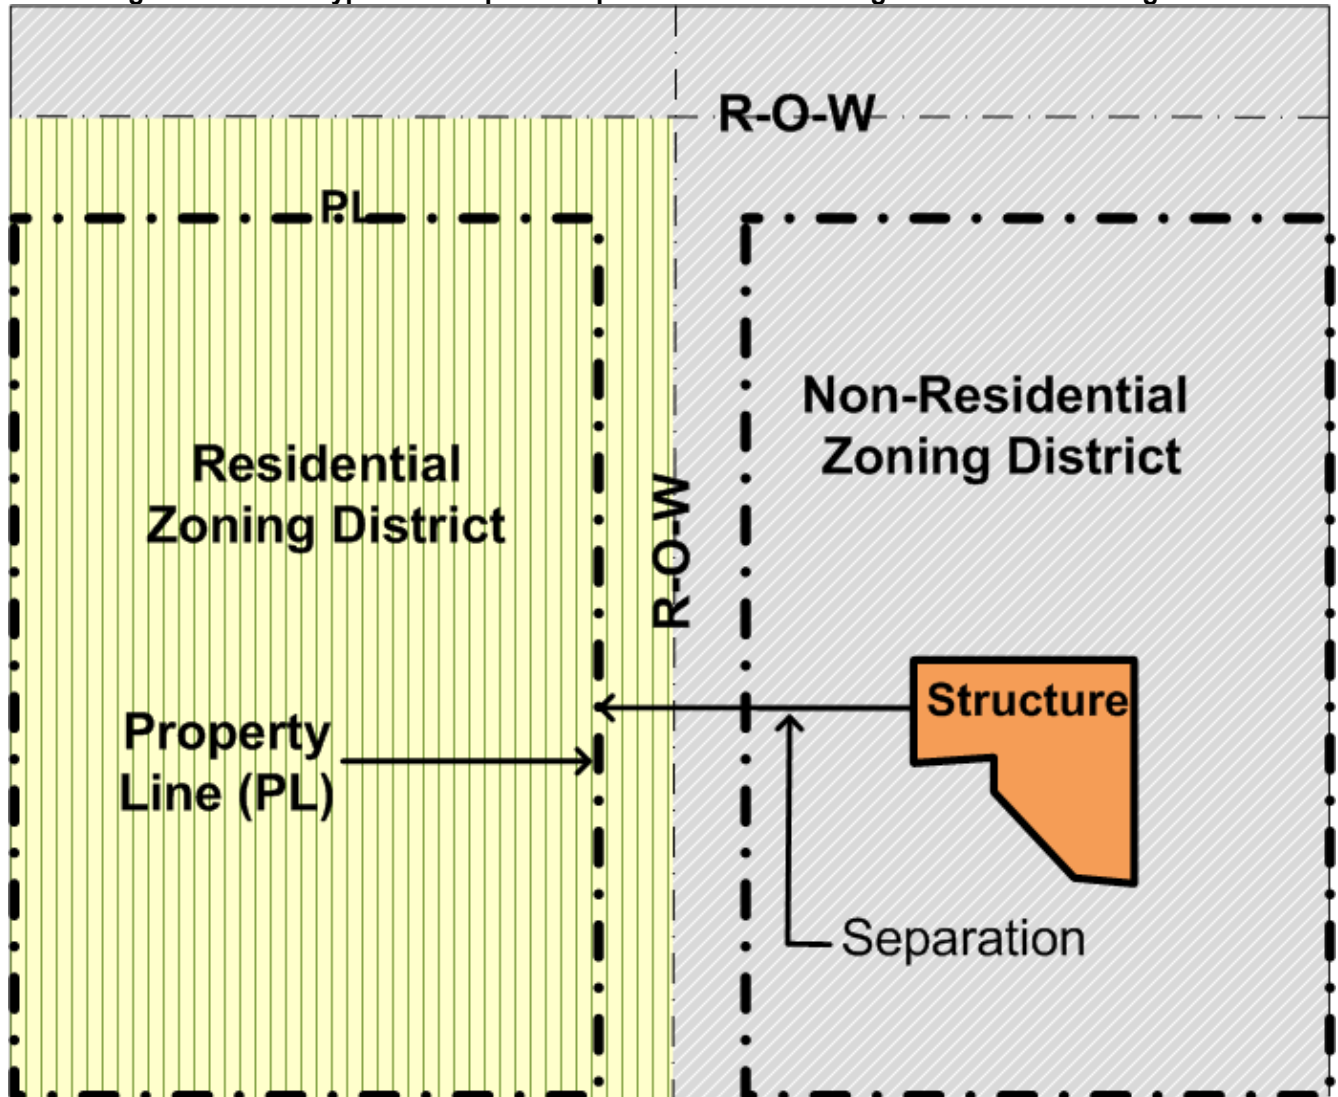 R-O-W
PL
Non-Residential
Zoning District
Residential
Zoning District
R-O-W
Structure
Property
Line (PL)
Separation